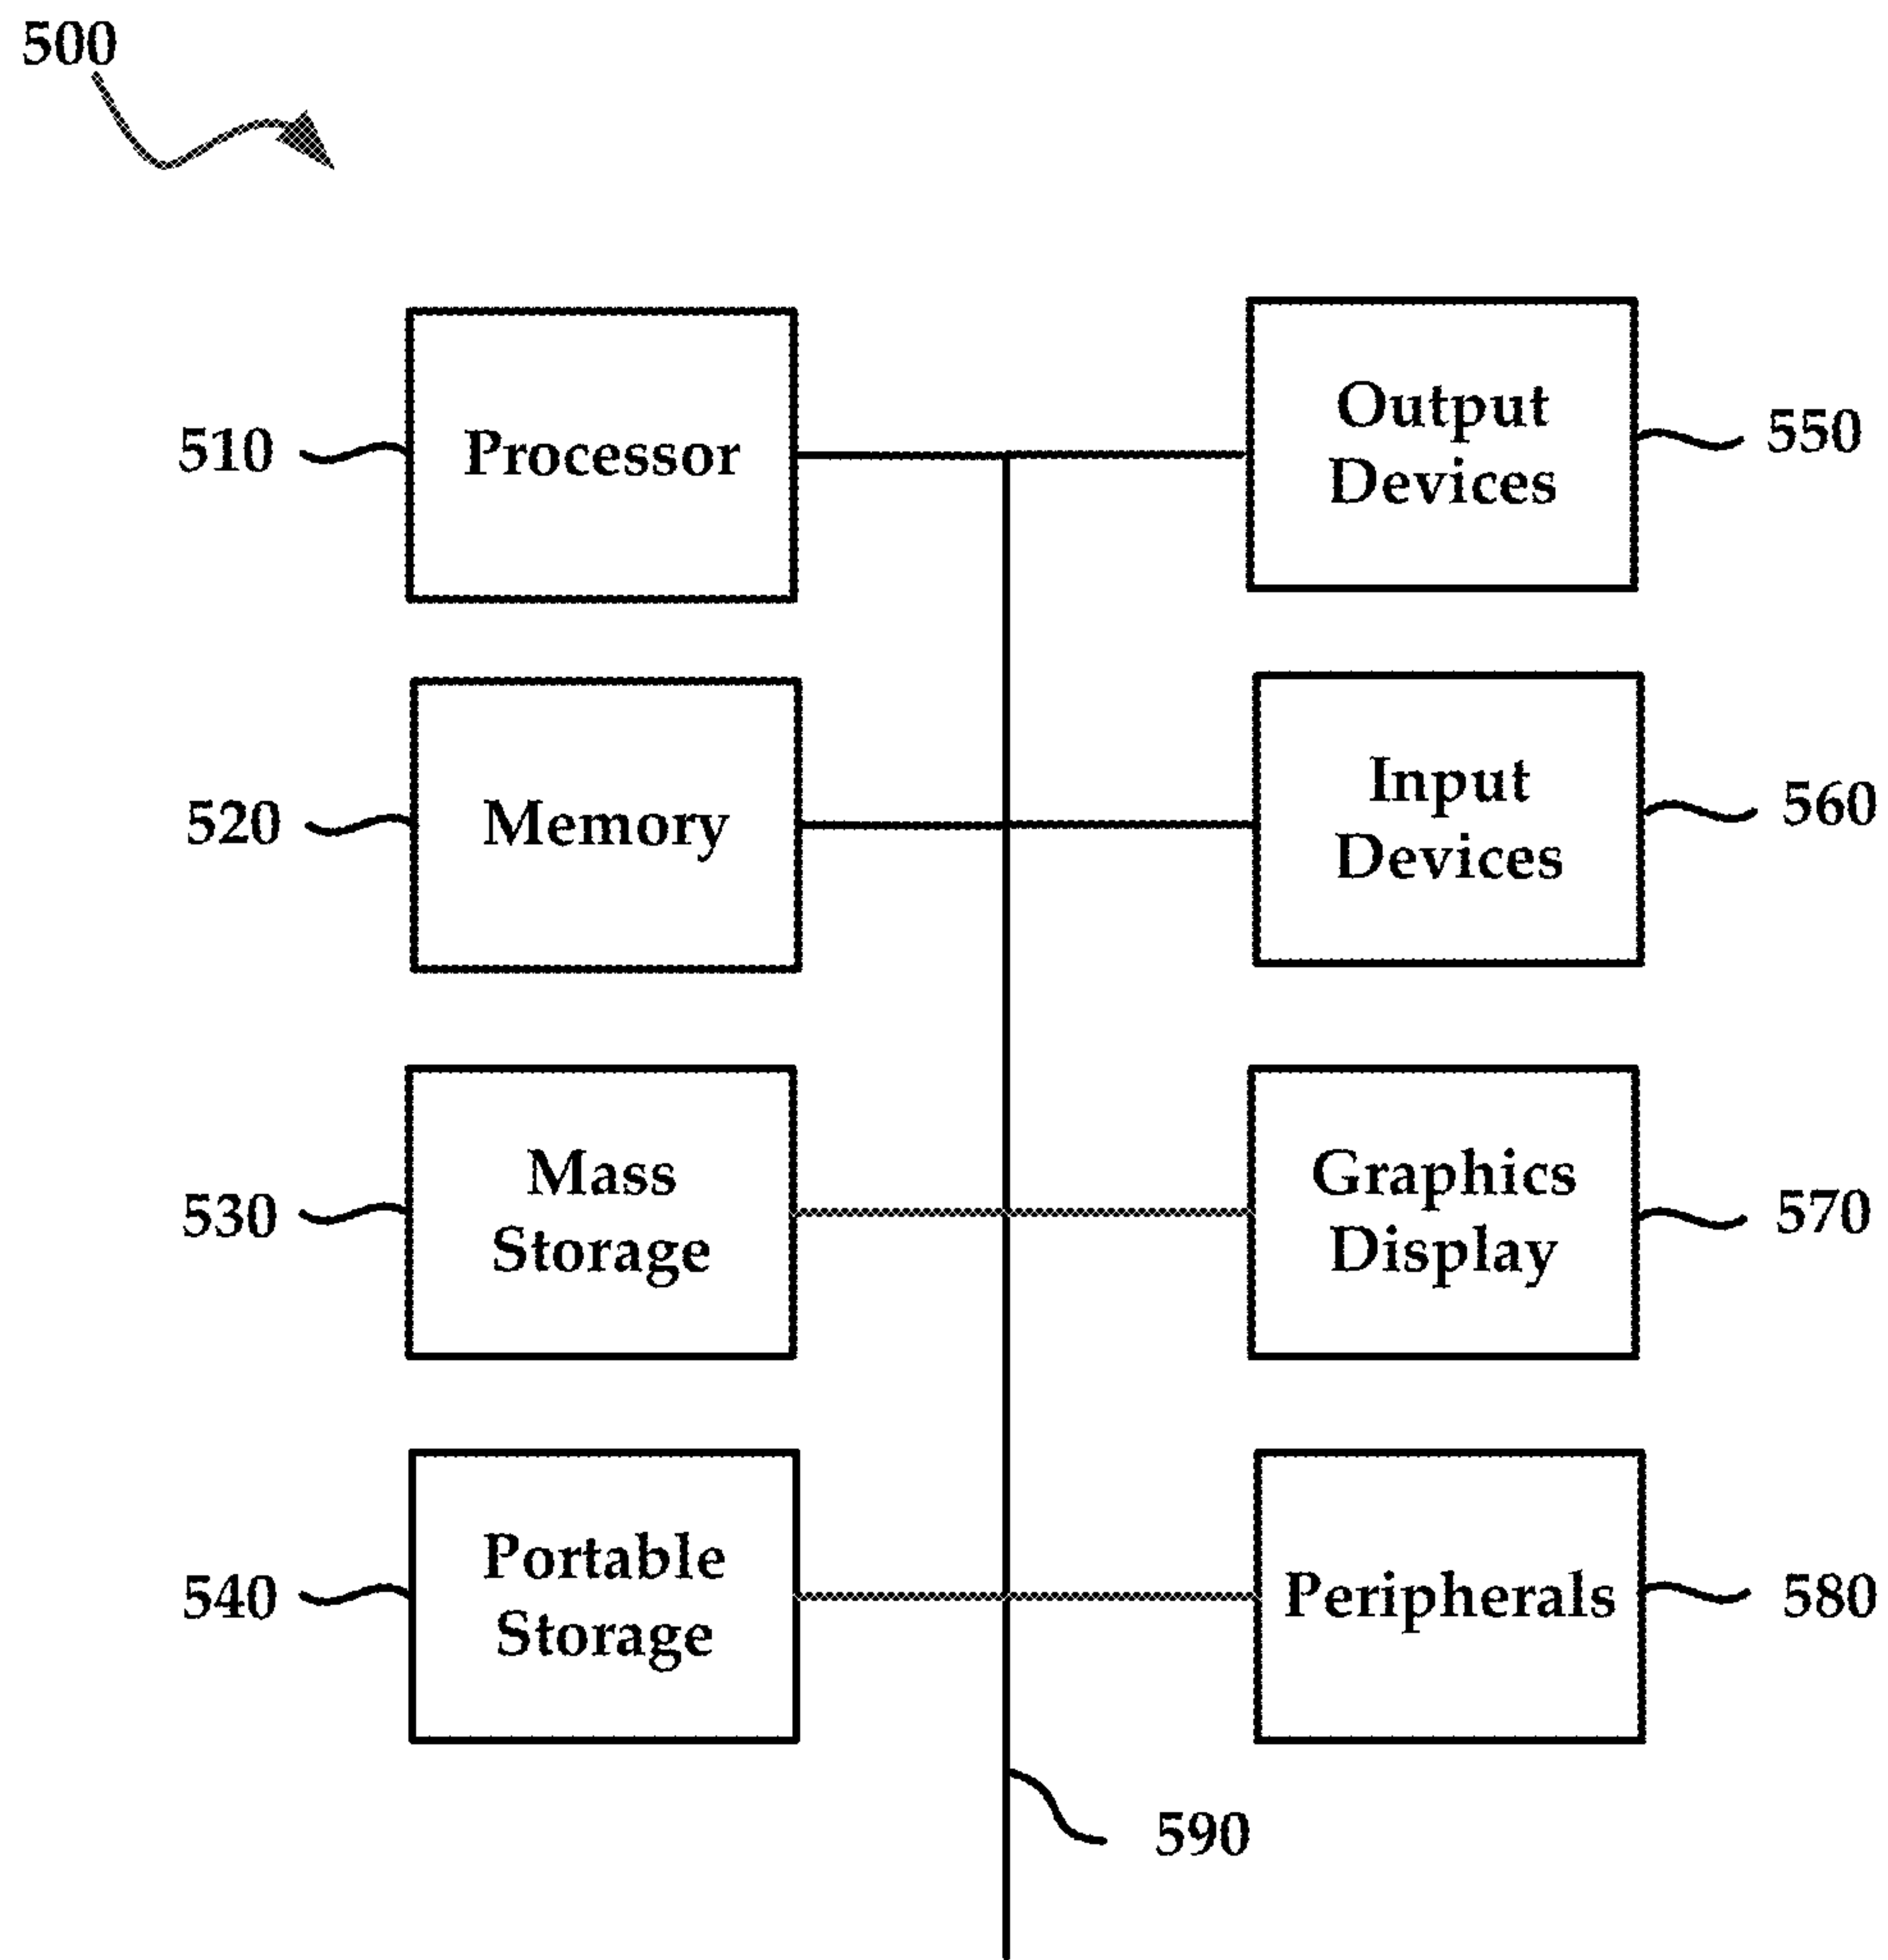 500
510
Processor
Output
Devices
550
520
Memory
Input
Devices
560
530
Mass
Storage
Graphics
Display
570
540
Portable
Storage
Peripherals
580
590